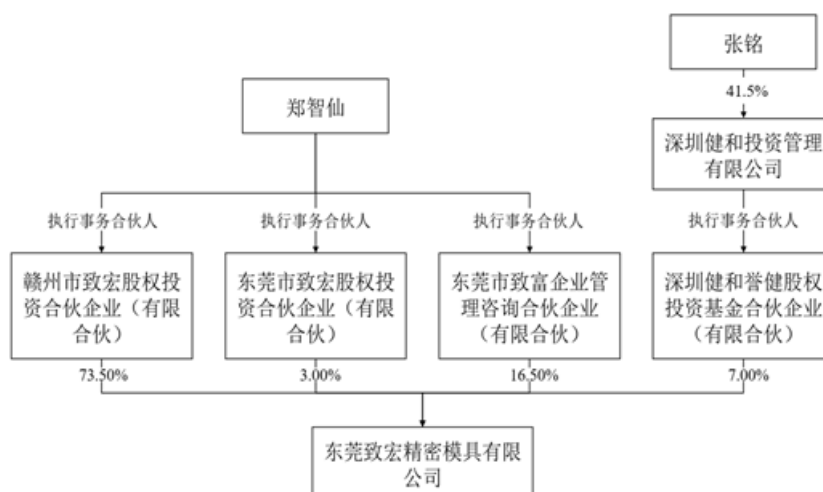 张铭
41.5%
郑智仙
深圳健和投资管理
有限公司
执行事务合伙人
执行事务合伙人
执行事务合伙人
执行事务合伙人
赣州市致宏股权投
资合伙企业（有限
合伙）
东莞市致宏股权投
资合伙企业（有限
合伙）
东莞市致富企业管
理咨询合伙企业
（有限合伙）
深圳健和誉健股权
投资基金合伙企业
（有限合伙）
73.50%
3.00%
16.50%
7.00%
东莞致宏精密模具有限
公司